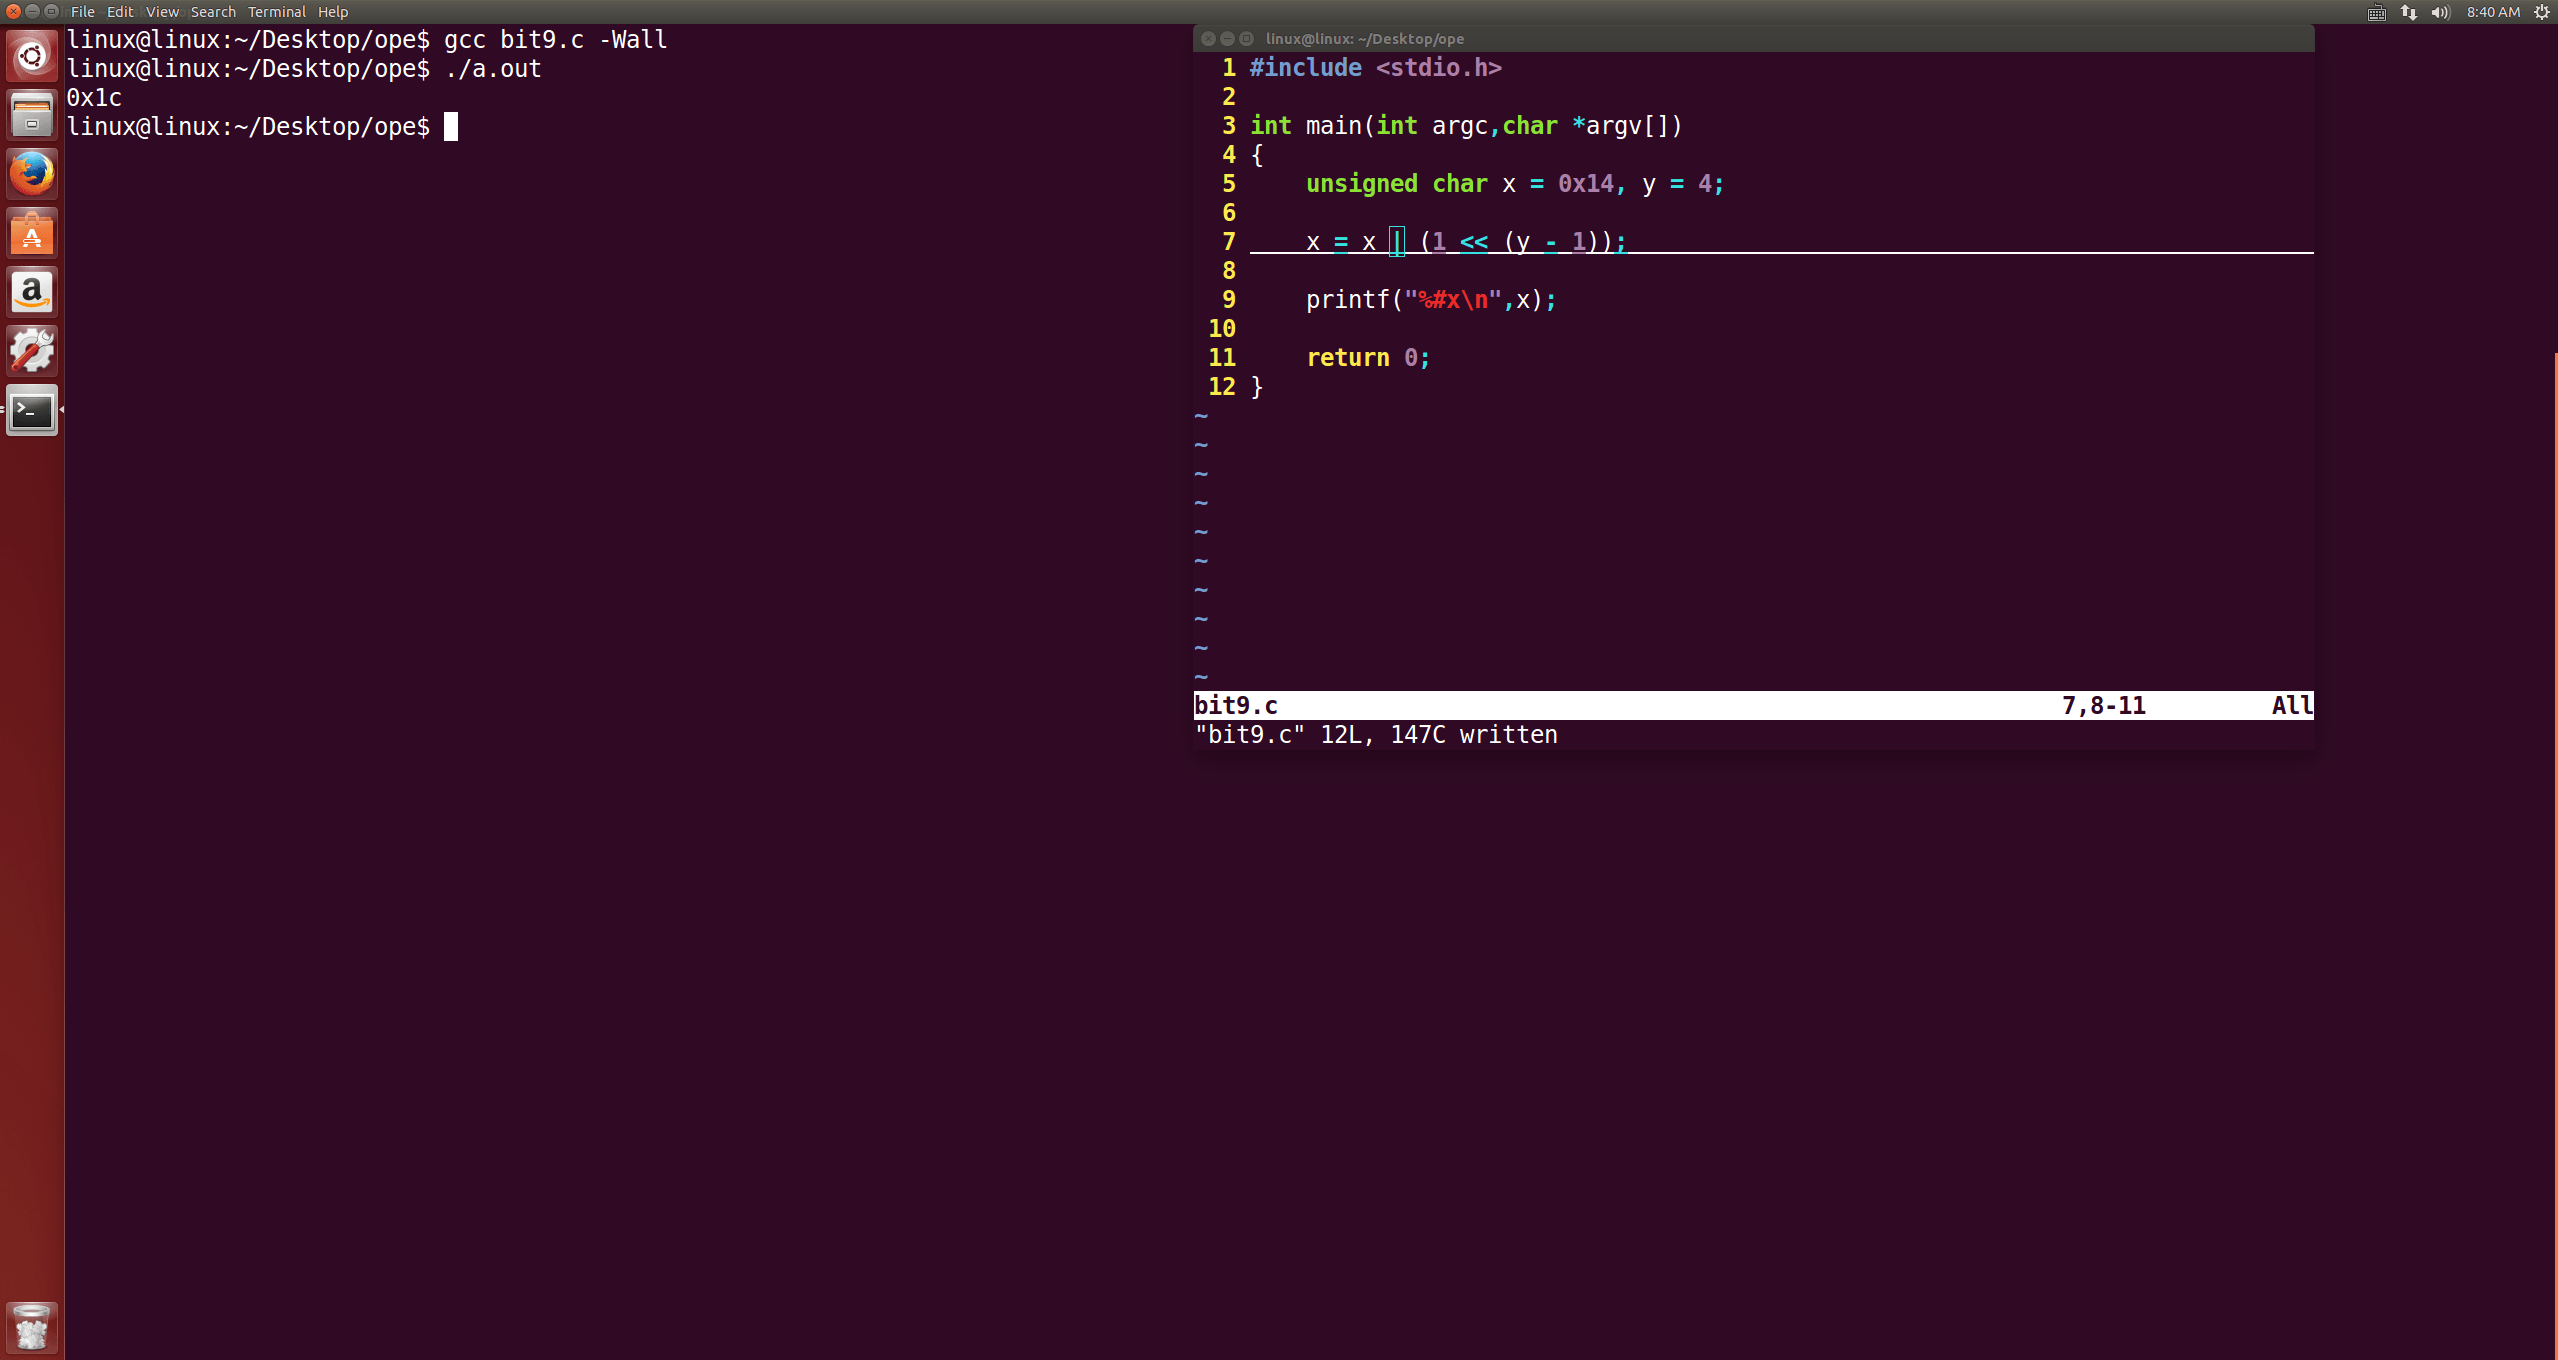 File Edit View Search Terminal Help
8:40 AM
linux@linux:~/Desktop/ope$ gcc bit9.c -Wall
linux@linux:~/Desktop/ope$ ./a.out
0x1c
linux@linux:~/Desktop/ope$
linux@linux: ~/Desktop/ope
1 #include <stdio.h>
2
3 int main(int argc,char *argv[])
4 {
5     unsigned char x = 0x14, y = 4;
6
7     x = x | (1 << (y - 1));
8
9     printf("%#x\n",x);
10
11     return 0;
12 }
~
~
~
~
~
~
~
~
~
~
bit9.c 7,8-11 All
"bit9.c" 12L, 147C written